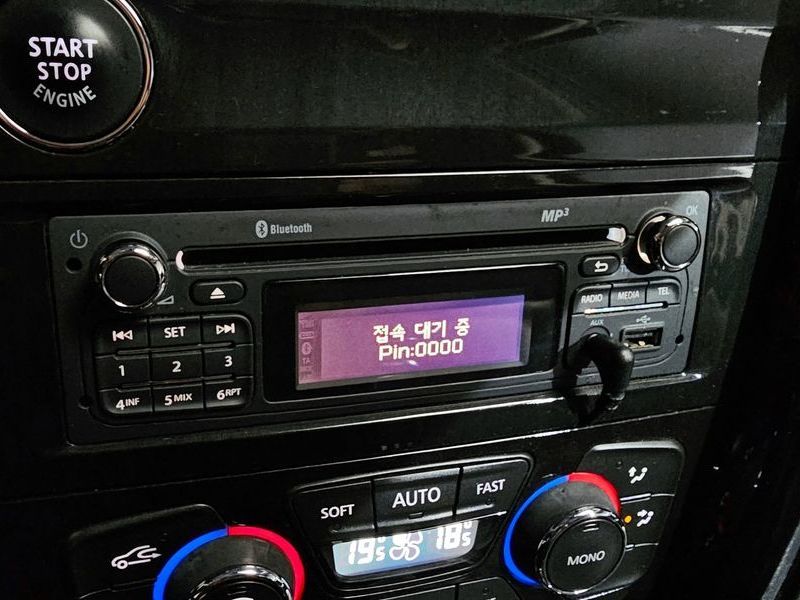 START
STOP
ENGINE
Bluetooth
MP³
OK
RADIO MEDIA TEL
SET
접속 대기 중
Pin:0000
AUX
1 2 3
4INF 5MIX 6RPT
TA
SOFT AUTO FAST
19.5 18.5
MONO